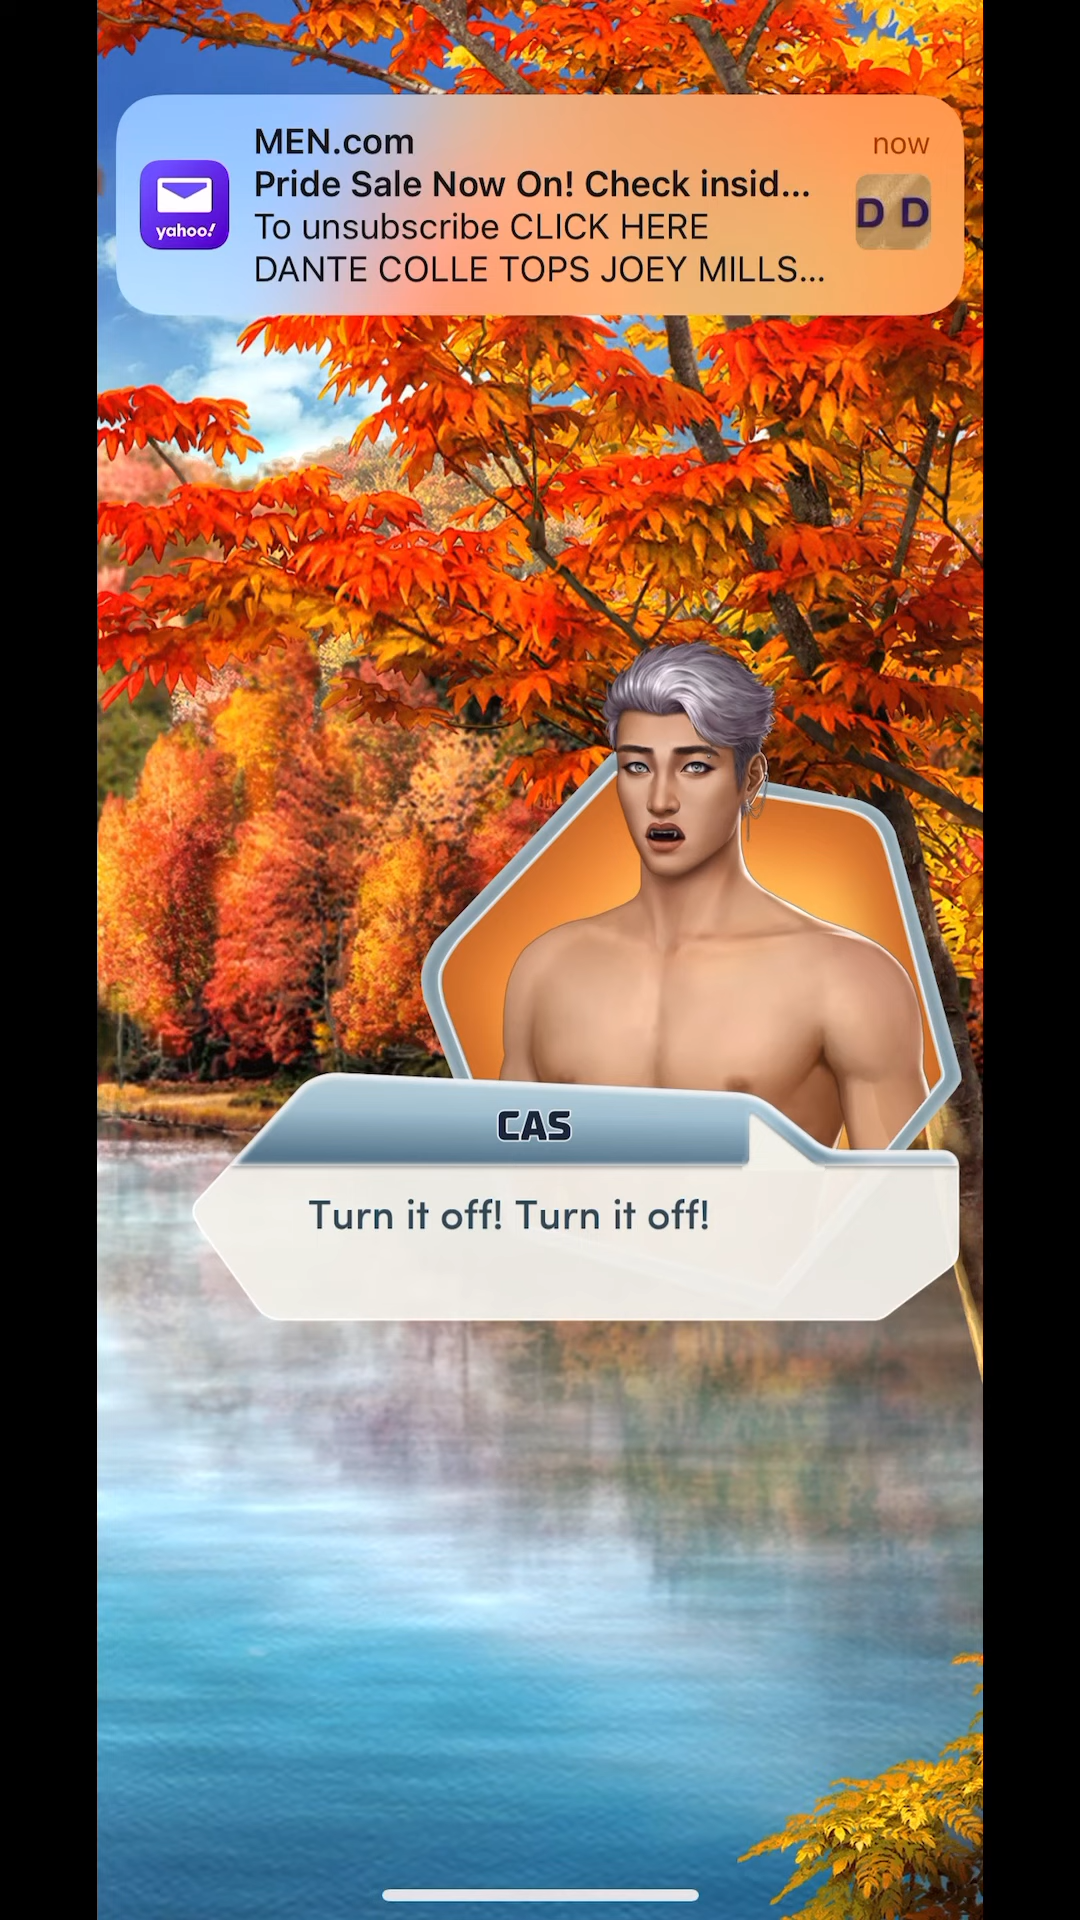 MEN.com
now
Pride Sale Now On! Check insid...
To unsubscribe CLICK HERE
DANTE COLLE TOPS JOEY MILLS...
yahoo!
D D
CAS
Turn it off! Turn it off!